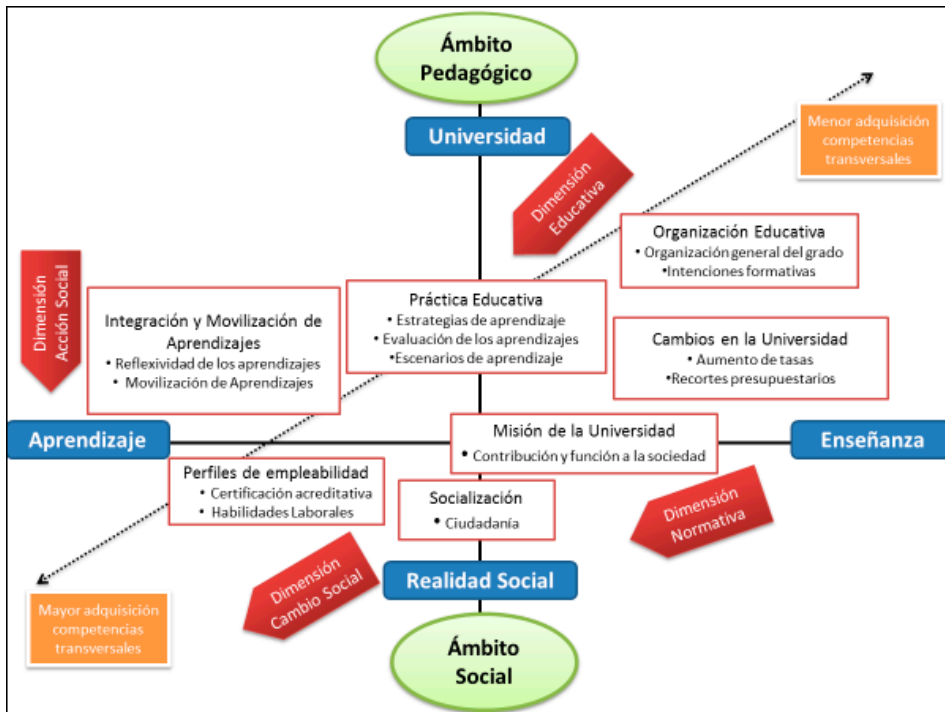 Ámbito
Pedagógico
Universidad
Menor adquisición
competencias
transversales
Dimensión
Educativa
Organización Educativa
• Organización general del grado
• Intenciones formativas
Dimensión
Acción Social
Práctica Educativa
• Estrategias de aprendizaje
• Evaluación de los aprendizajes
• Escenarios de aprendizaje
Integración y Movilización de
Aprendizajes
• Reflexividad de los aprendizajes
• Movilización de Aprendizajes
Cambios en la Universidad
• Aumento de tasas
• Recortes presupuestarios
Aprendizaje
Misión de la Universidad
• Contribución y función a la sociedad
Enseñanza
Perfiles de empleabilidad
• Certificación acreditativa
• Habilidades Laborales
Socialización
• Ciudadanía
Dimensión
Normativa
Dimensión
Cambio Social
Realidad Social
Mayor adquisición
competencias
transversales
Ámbito
Social